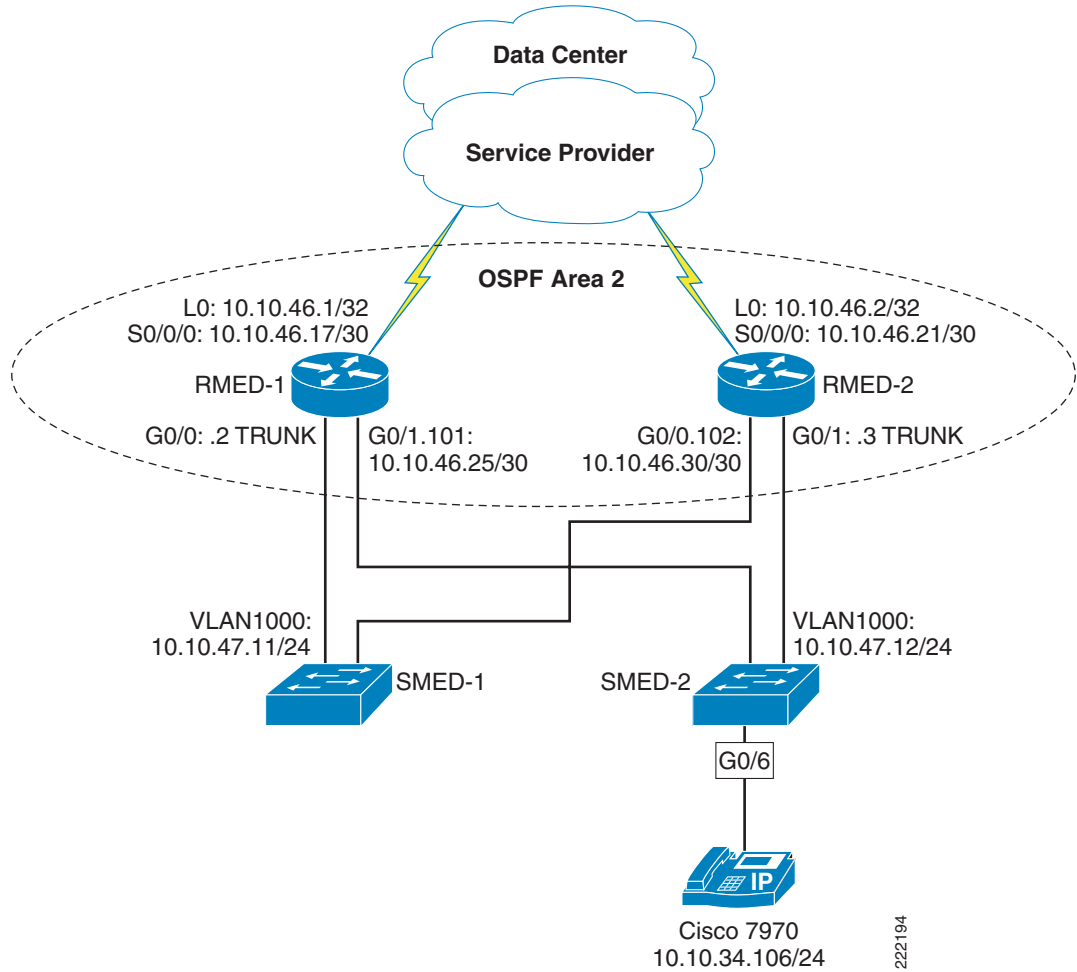 Data Center
Service Provider
OSPF Area 2
L0: 10.10.46.1/32
S0/0/0: 10.10.46.17/30
L0: 10.10.46.2/32
S0/0/0: 10.10.46.21/30
RMED-1
RMED-2
G0/0: .2 TRUNK
G0/1.101:
10.10.46.25/30
G0/0.102:
10.10.46.30/30
G0/1: .3 TRUNK
VLAN1000:
10.10.47.11/24
VLAN1000:
10.10.47.12/24
SMED-1
SMED-2
G0/6
IP
Cisco 7970
10.10.34.106/24
222194